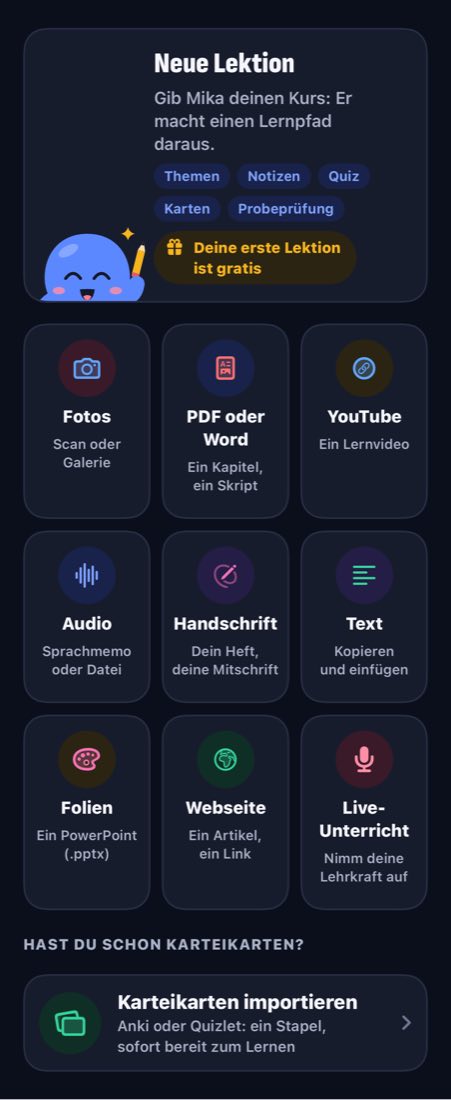 Neue Lektion
Gib Mika deinen Kurs: Er
macht einen Lernpfad
daraus.
Themen Notizen Quiz
Karten Probeprüfung
Deine erste Lektion
ist gratis
Fotos
Scan oder
Galerie
PDF oder
Word
Ein Kapitel,
ein Skript
YouTube
Ein Lernvideo
Audio
Sprachmemo
oder Datei
Handschrift
Dein Heft,
deine Mitschrift
Text
Kopieren
und einfügen
Folien
Ein PowerPoint
(.pptx)
Webseite
Ein Artikel,
ein Link
Live-
Unterricht
Nimm deine
Lehrkraft auf
HAST DU SCHON KARTEIKARTEN?
Karteikarten importieren
Anki oder Quizlet: ein Stapel,
sofort bereit zum Lernen